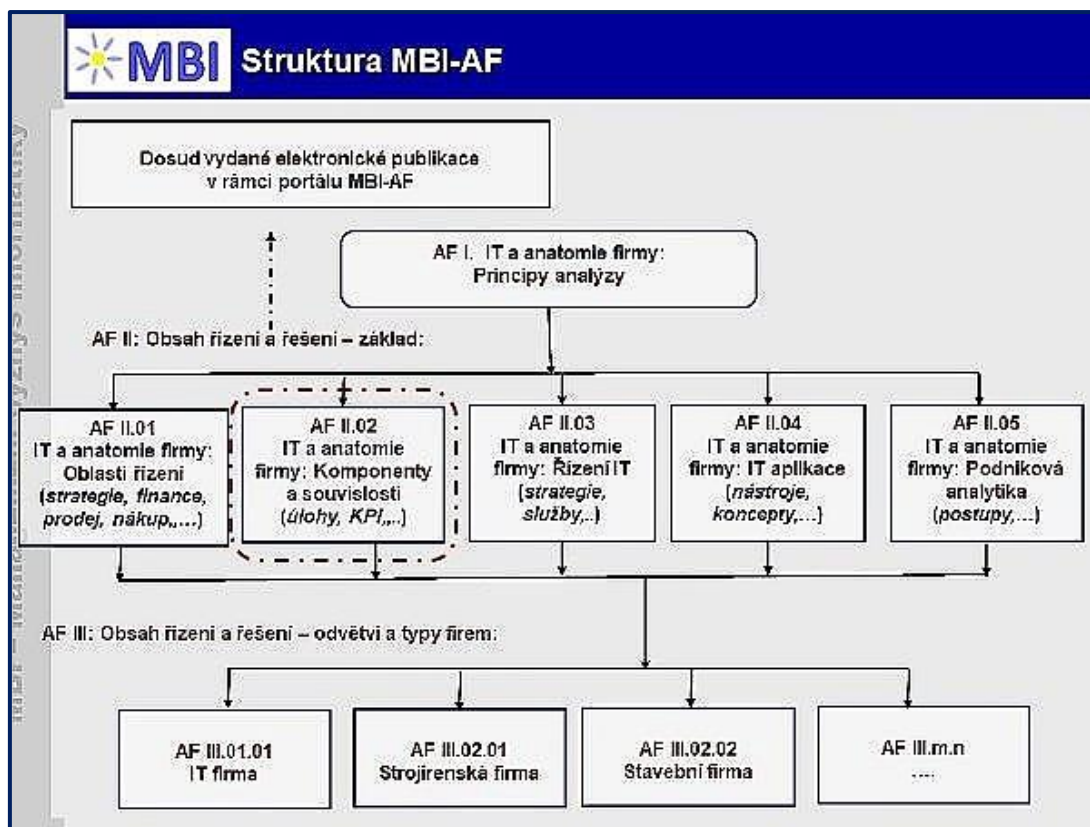 MBI Struktura MBI-AF
Dosud vydané elektronické publikace
v rámci portálu MBI-AF
AF I. IT a anatomie firmy:
Principy analýzy
AF II: Obsah řízení a řešení – základ:
AF II.01
IT a anatomie firmy:
Oblasti řízení
(strategie, finance,
prodej, nákup,,…)
AF II.02
IT a anatomie
firmy: Komponenty
a souvislosti
(úlohy, KPI,,..)
AF II.03
IT a anatomie
firmy: Řízení IT
(strategie,
služby,..)
AF II.04
IT a anatomie
firmy: IT aplikace
(nástroje,
koncepty,…)
AF II.05
IT a anatomie
firmy: Podniková
analytika
(postupy,…)
AF III: Obsah řízení a řešení – odvětví a typy firem:
AF III.01.01
IT firma
AF III.02.01
Strojírenská firma
AF III.02.02
Stavební firma
AF III.m.n
....